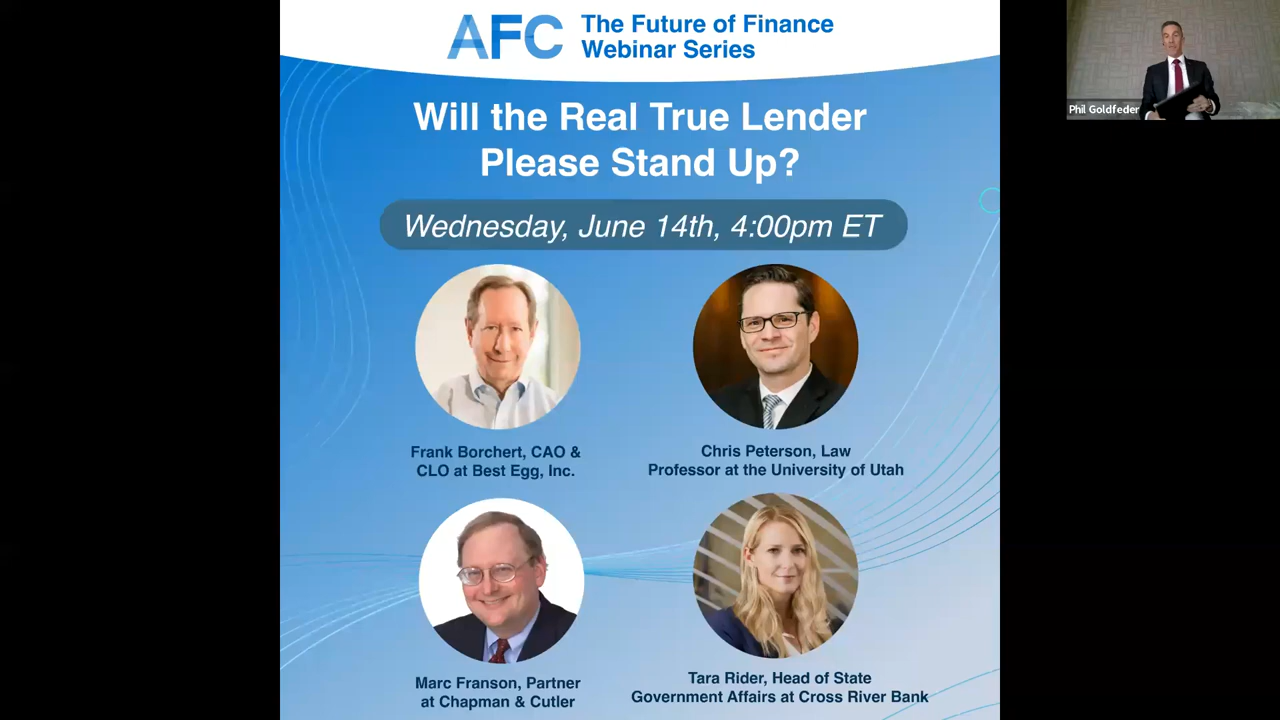 AFC
The Future of Finance
Webinar Series
Phil Goldfeder
Will the Real True Lender
Please Stand Up?
Wednesday, June 14th, 4:00pm ET
Frank Borchert, CAO &
CLO at Best Egg, Inc.
Chris Peterson, Law
Professor at the University of Utah
Marc Franson, Partner
at Chapman & Cutler
Tara Rider, Head of State
Government Affairs at Cross River Bank